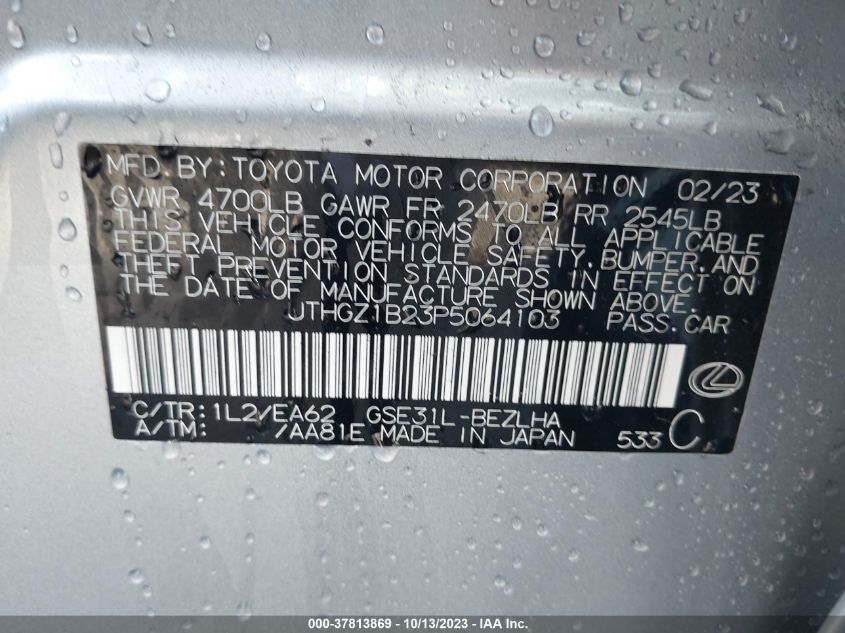 MFD. BY: TOYOTA MOTOR CORPORATION 02/23
GVWR 4700LB GAWR FR 2470LB RR 2545LB
THIS VEHICLE CONFORMS TO ALL APPLICABLE
FEDERAL MOTOR VEHICLE SAFETY, BUMPER, AND
THEFT PREVENTION STANDARDS IN EFFECT ON
THE DATE OF MANUFACTURE SHOWN ABOVE.
JTHGZ1B23P5064103 PASS. CAR
C/TR: 1L2/EA62 GSE31L-BEZLHA
A/TM: /AA81E MADE IN JAPAN 533 C
000-37813869 - 10/13/2023 - IAA Inc.